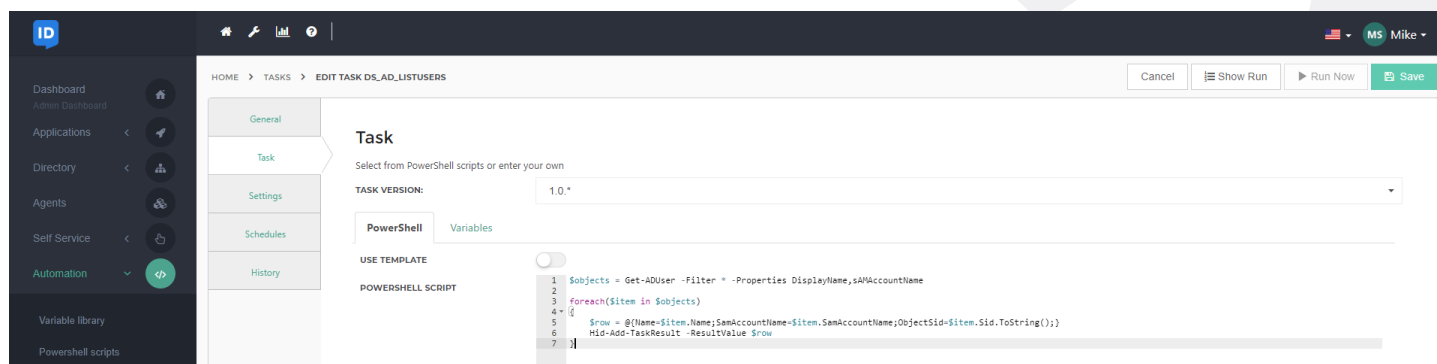 ID
MS Mike
HOME > TASKS > EDIT TASK DS_AD_LISTUSERS
Cancel
Show Run
Run Now
Save
Dashboard
Admin Dashboard
Applications
Directory
Agents
Self Service
Automation
Variable library
Powershell scripts
General
Task
Settings
Schedules
History
Task
Select from PowerShell scripts or enter your own
TASK VERSION: 1.0.*
PowerShell Variables
USE TEMPLATE
POWERSHELL SCRIPT
1 $objects = Get-ADUser -Filter * -Properties DisplayName,sAMAccountName
2
3 foreach($item in $objects)
4 {
5 $row = @{Name=$item.Name;SamAccountName=$item.SamAccountName;ObjectSid=$item.Sid.ToString();}
6 Hid-Add-TaskResult -ResultValue $row
7 }